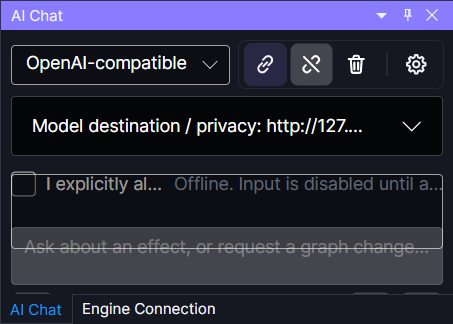 AI Chat
OpenAI-compatible
Model destination / privacy: http://127....
I explicitly al... Offline. Input is disabled until a...
Ask about an effect, or request a graph change...
AI Chat Engine Connection